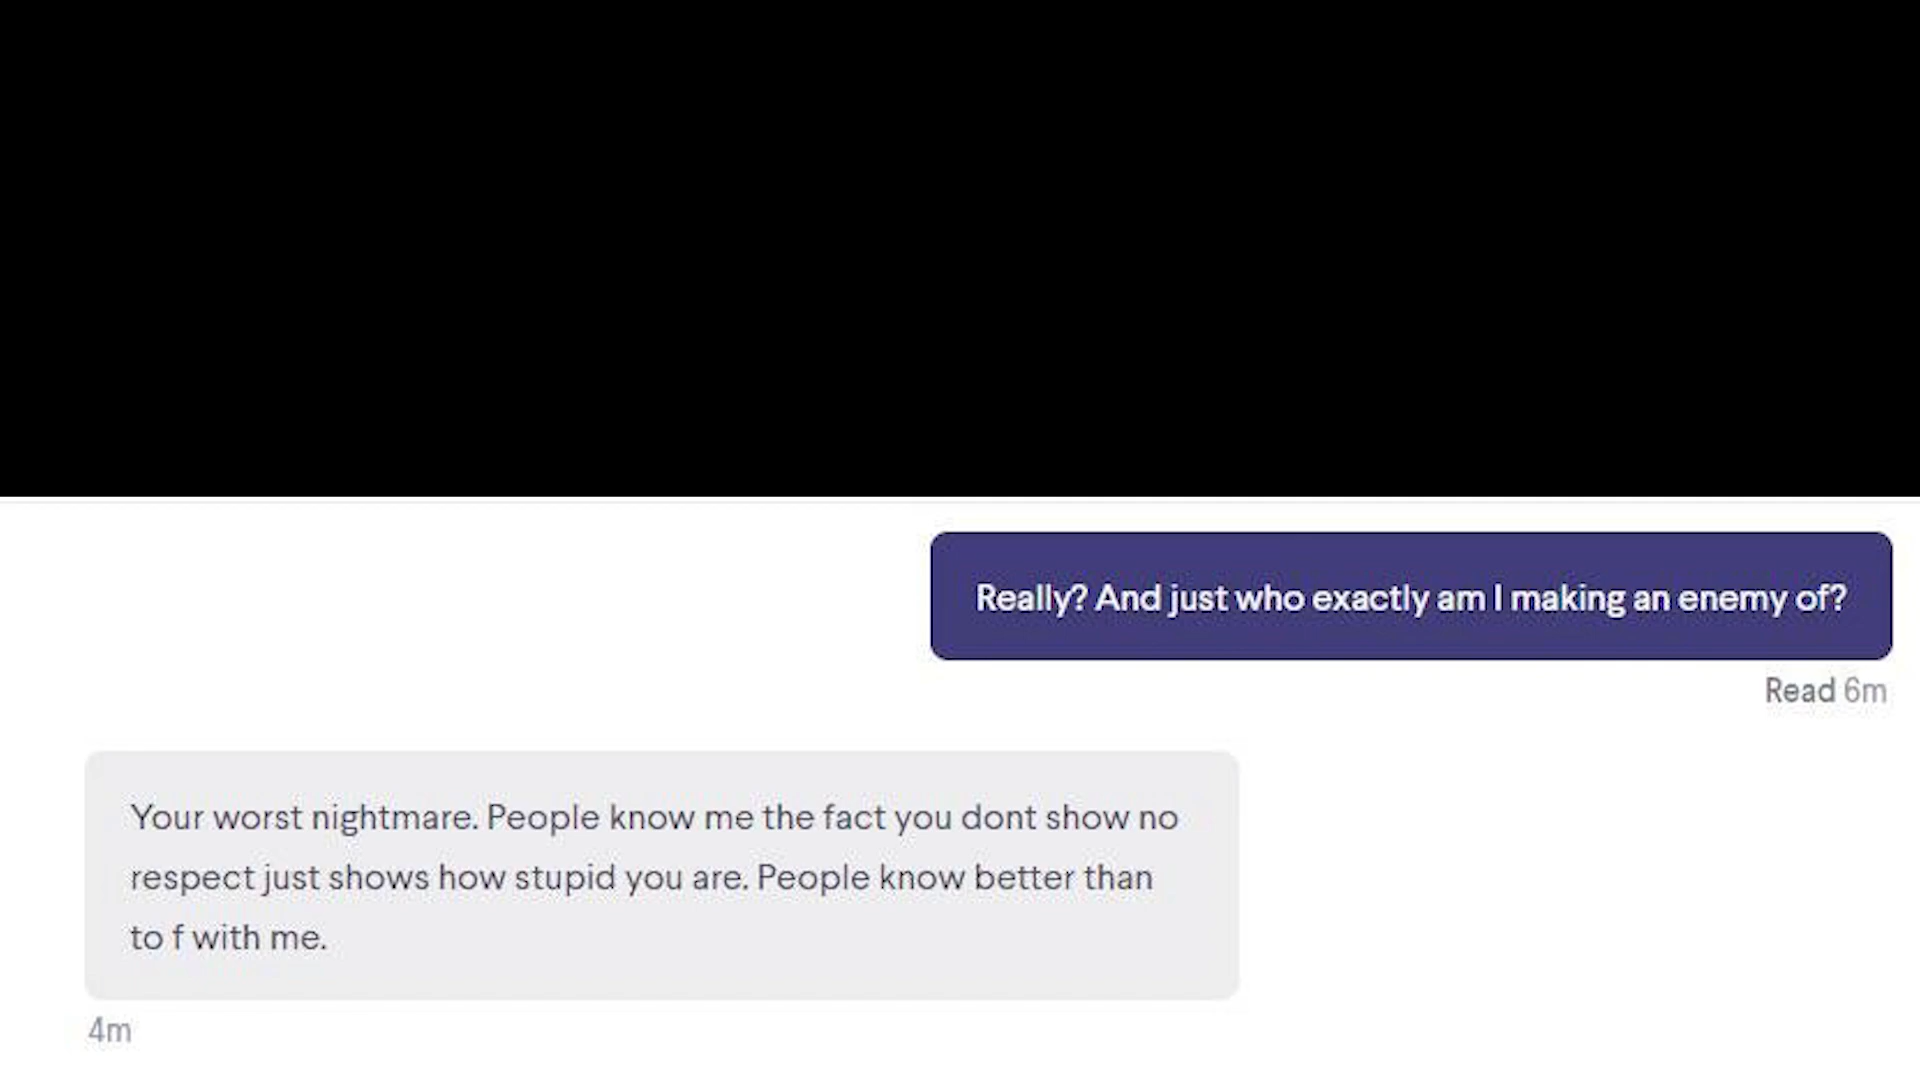 Really? And just who exactly am I making an enemy of?
Read 6m
Your worst nightmare. People know me the fact you dont show no
respect just shows how stupid you are. People know better than
to f with me.
4m